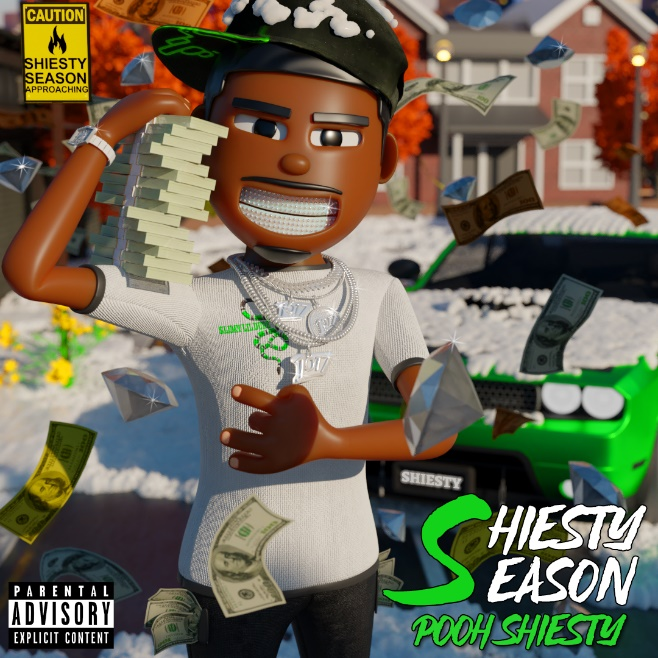 CAUTION
SHIESTY
SEASON
APPROACHING
SHIESTY
SHIESTY
SEASON
POOH SHIESTY
PARENTAL
ADVISORY
EXPLICIT CONTENT